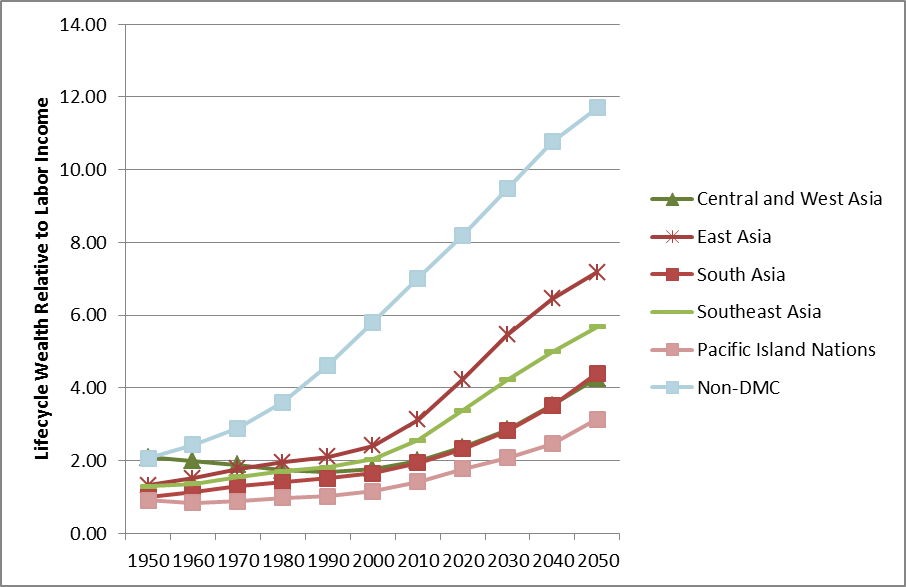 14.00
12.00
10.00
8.00
6.00
4.00
2.00
0.00
Lifecycle Wealth Relative to Labor Income
1950 1960 1970 1980 1990 2000 2010 2020 2030 2040 2050
Central and West Asia
East Asia
South Asia
Southeast Asia
Pacific Island Nations
Non-DMC